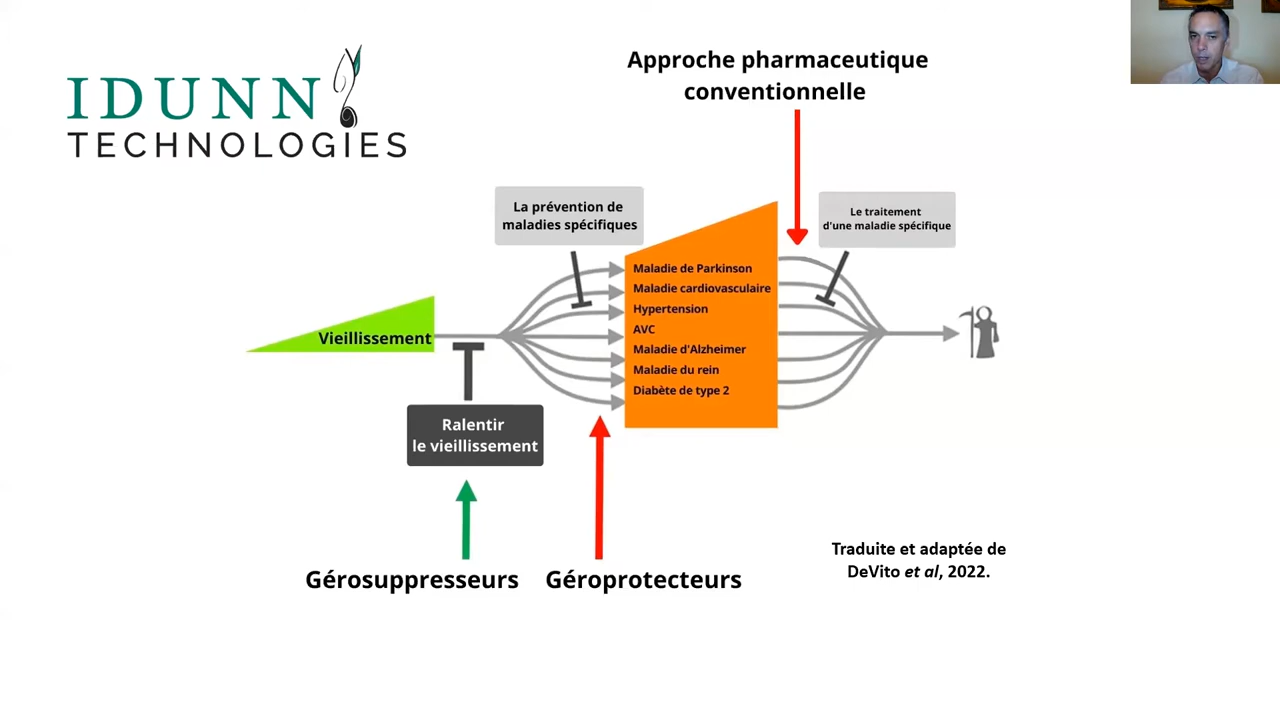 IDUNN
TECHNOLOGIES
Approche pharmaceutique
conventionnelle
La prévention de
maladies spécifiques
Le traitement
d'une maladie spécifique
Maladie de Parkinson
Maladie cardiovasculaire
Hypertension
AVC
Maladie d'Alzheimer
Maladie du rein
Diabète de type 2
Vieillissement
Ralentir
le vieillissement
Gérosuppresseurs
Géroprotecteurs
Traduite et adaptée de
DeVito et al, 2022.